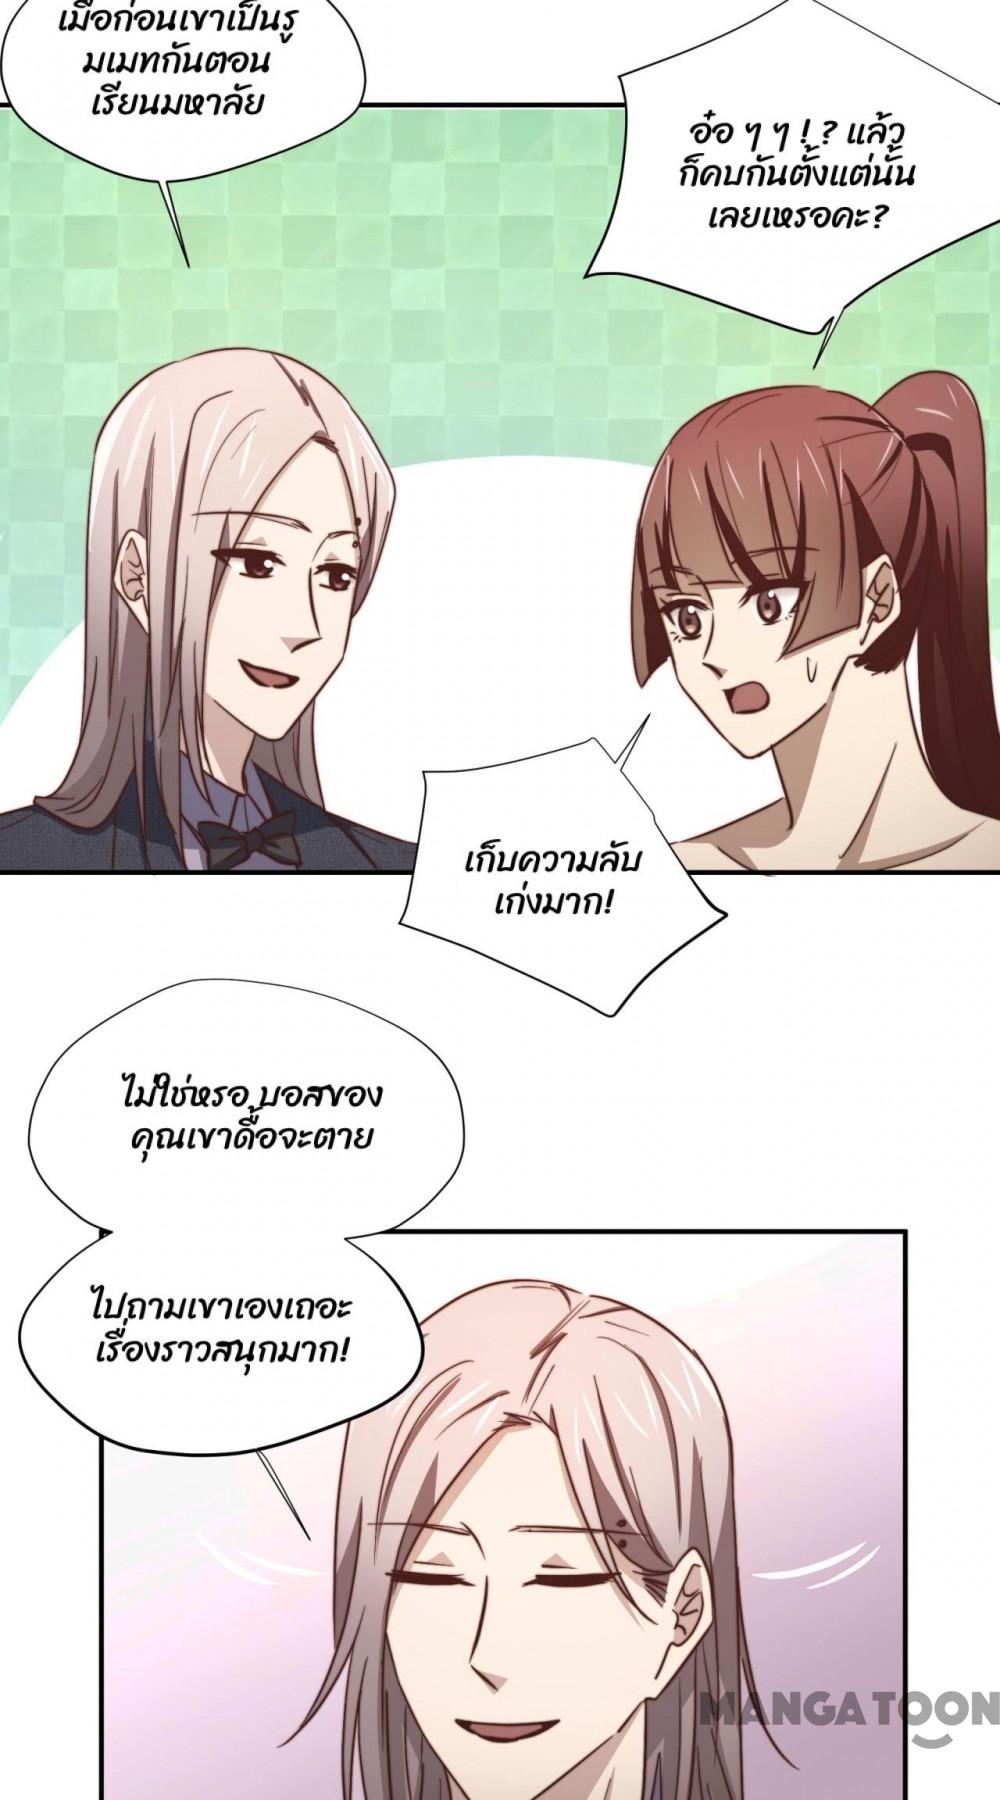 เมื่อก่อนเขาเป็นรู
มเมทกันตอน
เรียนมหาลัย
อ๋อ ๆ ๆ ! ? แล้ว
ก็คบกันตั้งแต่นั้น
เลยเหรอคะ?
เก็บความลับ
เก่งมาก!
ไม่ใช่หรอ บอสของ
คุณเขาดื้อจะตาย
ไปถามเขาเองเถอะ
เรื่องราวสนุกมาก!
MANGATOON